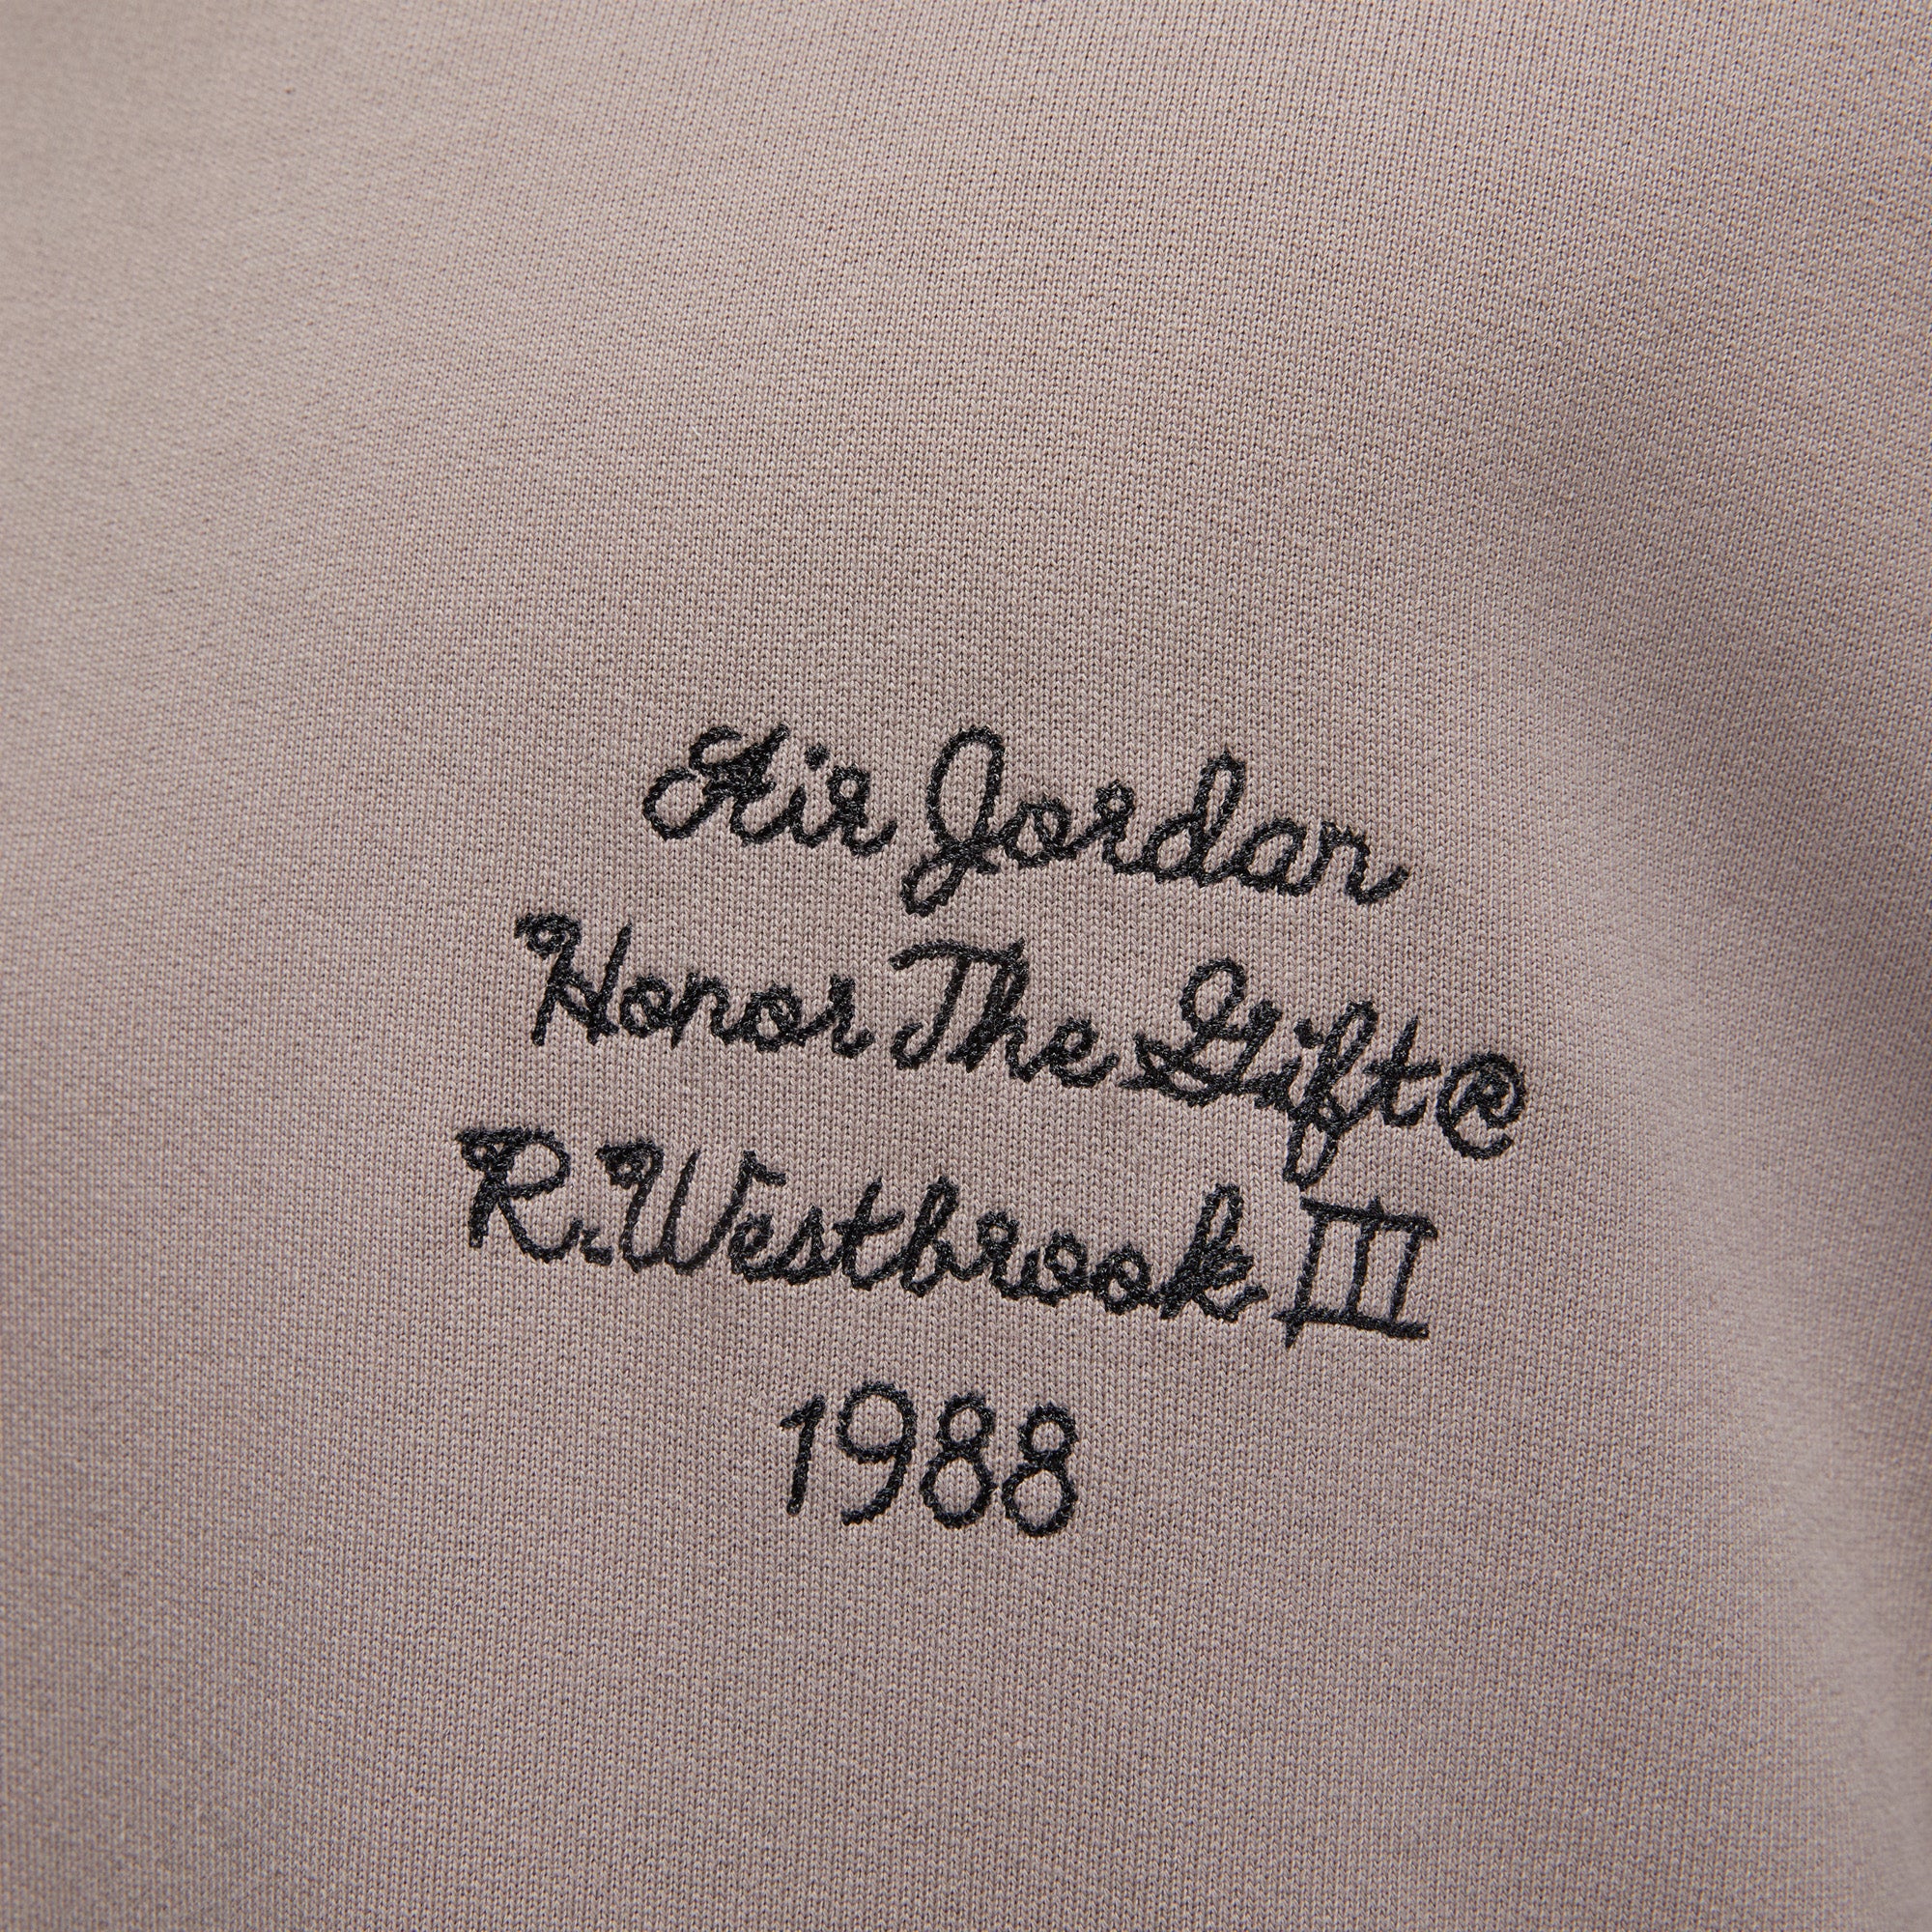 Air Jordan
Honor The Gift®
R. Westbrook III
1988